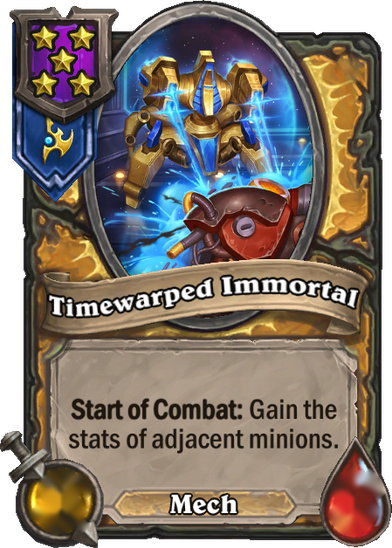 Timewarped Immortal
Start of Combat: Gain the
stats of adjacent minions.
Mech